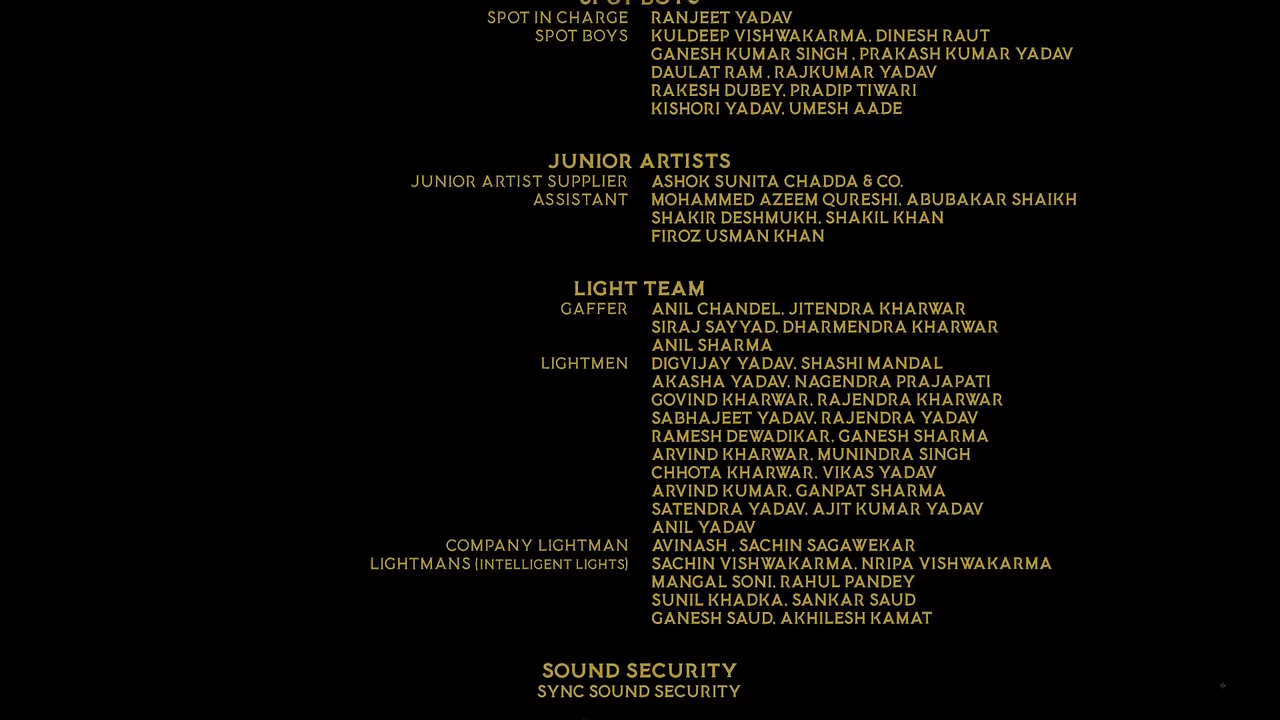 SPOT BOYS
SPOT IN CHARGE RANJEET YADAV
SPOT BOYS KULDEEP VISHWAKARMA, DINESH RAUT
GANESH KUMAR SINGH , PRAKASH KUMAR YADAV
DAULAT RAM , RAJKUMAR YADAV
RAKESH DUBEY, PRADIP TIWARI
KISHORI YADAV, UMESH AADE
JUNIOR ARTISTS
JUNIOR ARTIST SUPPLIER ASHOK SUNITA CHADDA & CO.
ASSISTANT MOHAMMED AZEEM QURESHI, ABUBAKAR SHAIKH
SHAKIR DESHMUKH, SHAKIL KHAN
FIROZ USMAN KHAN
LIGHT TEAM
GAFFER ANIL CHANDEL, JITENDRA KHARWAR
SIRAJ SAYYAD, DHARMENDRA KHARWAR
ANIL SHARMA
LIGHTMEN DIGVIJAY YADAV, SHASHI MANDAL
AKASHA YADAV, NAGENDRA PRAJAPATI
GOVIND KHARWAR, RAJENDRA KHARWAR
SABHAJEET YADAV, RAJENDRA YADAV
RAMESH DEWADIKAR, GANESH SHARMA
ARVIND KHARWAR, MUNINDRA SINGH
CHHOTA KHARWAR, VIKAS YADAV
ARVIND KUMAR, GANPAT SHARMA
SATENDRA YADAV, AJIT KUMAR YADAV
ANIL YADAV
COMPANY LIGHTMAN AVINASH , SACHIN SAGAWEKAR
LIGHTMANS (INTELLIGENT LIGHTS) SACHIN VISHWAKARMA, NRIPA VISHWAKARMA
MANGAL SONI, RAHUL PANDEY
SUNIL KHADKA, SANKAR SAUD
GANESH SAUD, AKHILESH KAMAT
SOUND SECURITY
SYNC SOUND SECURITY